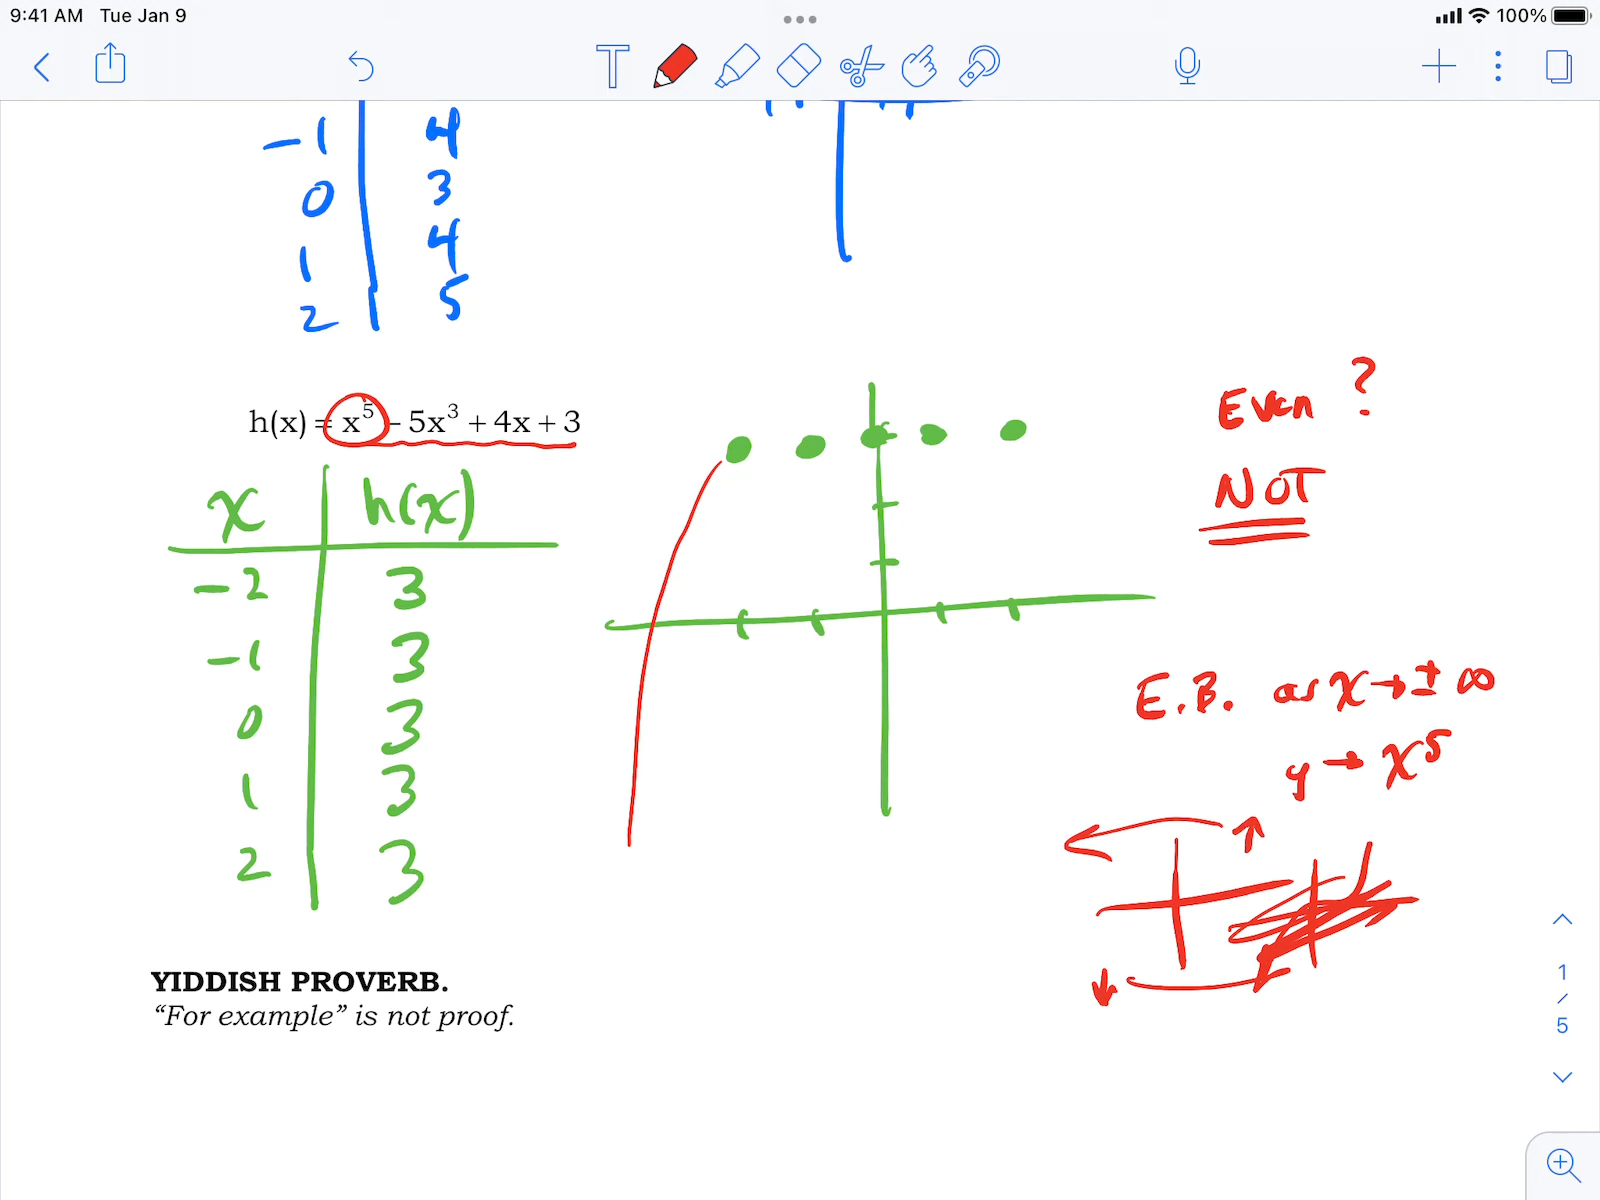 9:41 AM Tue Jan 9
100%
T
-1 4
0 3
1 4
2 5
h(x) = x⁵ - 5x³ + 4x + 3
x h(x)
-2 3
-1 3
0 3
1 3
2 3
Even ?
NOT
E.B. as x→±∞
y → x⁵
YIDDISH PROVERB.
“For example” is not proof.
1
/
5